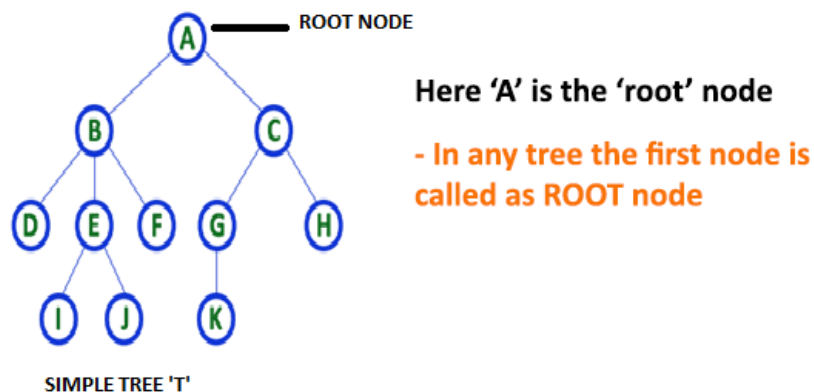 ROOT NODE
A
Here ‘A’ is the ‘root’ node
B
C
- In any tree the first node is
called as ROOT node
D
E
F
G
H
I
J
K
SIMPLE TREE 'T'